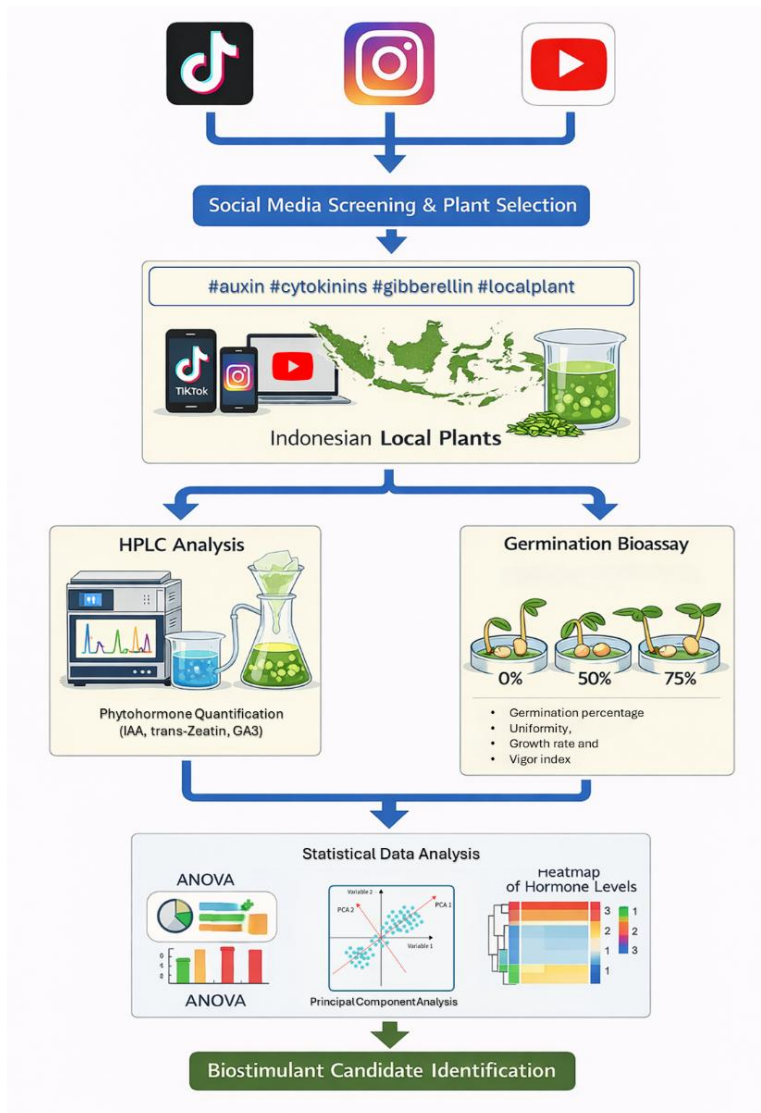 Social Media Screening & Plant Selection
#auxin #cytokinins #gibberellin #localplant
TikTok
Indonesian Local Plants
HPLC Analysis
Phytohormone Quantification
(IAA, trans-Zeatin, GA3)
Germination Bioassay
0% 50% 75%
• Germination percentage
• Uniformity,
• Growth rate and
• Vigor index
Statistical Data Analysis
ANOVA
ANOVA
Variable 2
PCA 2
PCA 1
Variable 1
Principal Component Analysis
Heatmap
of Hormone Levels
3 1
2 2
1 3
1
Biostimulant Candidate Identification